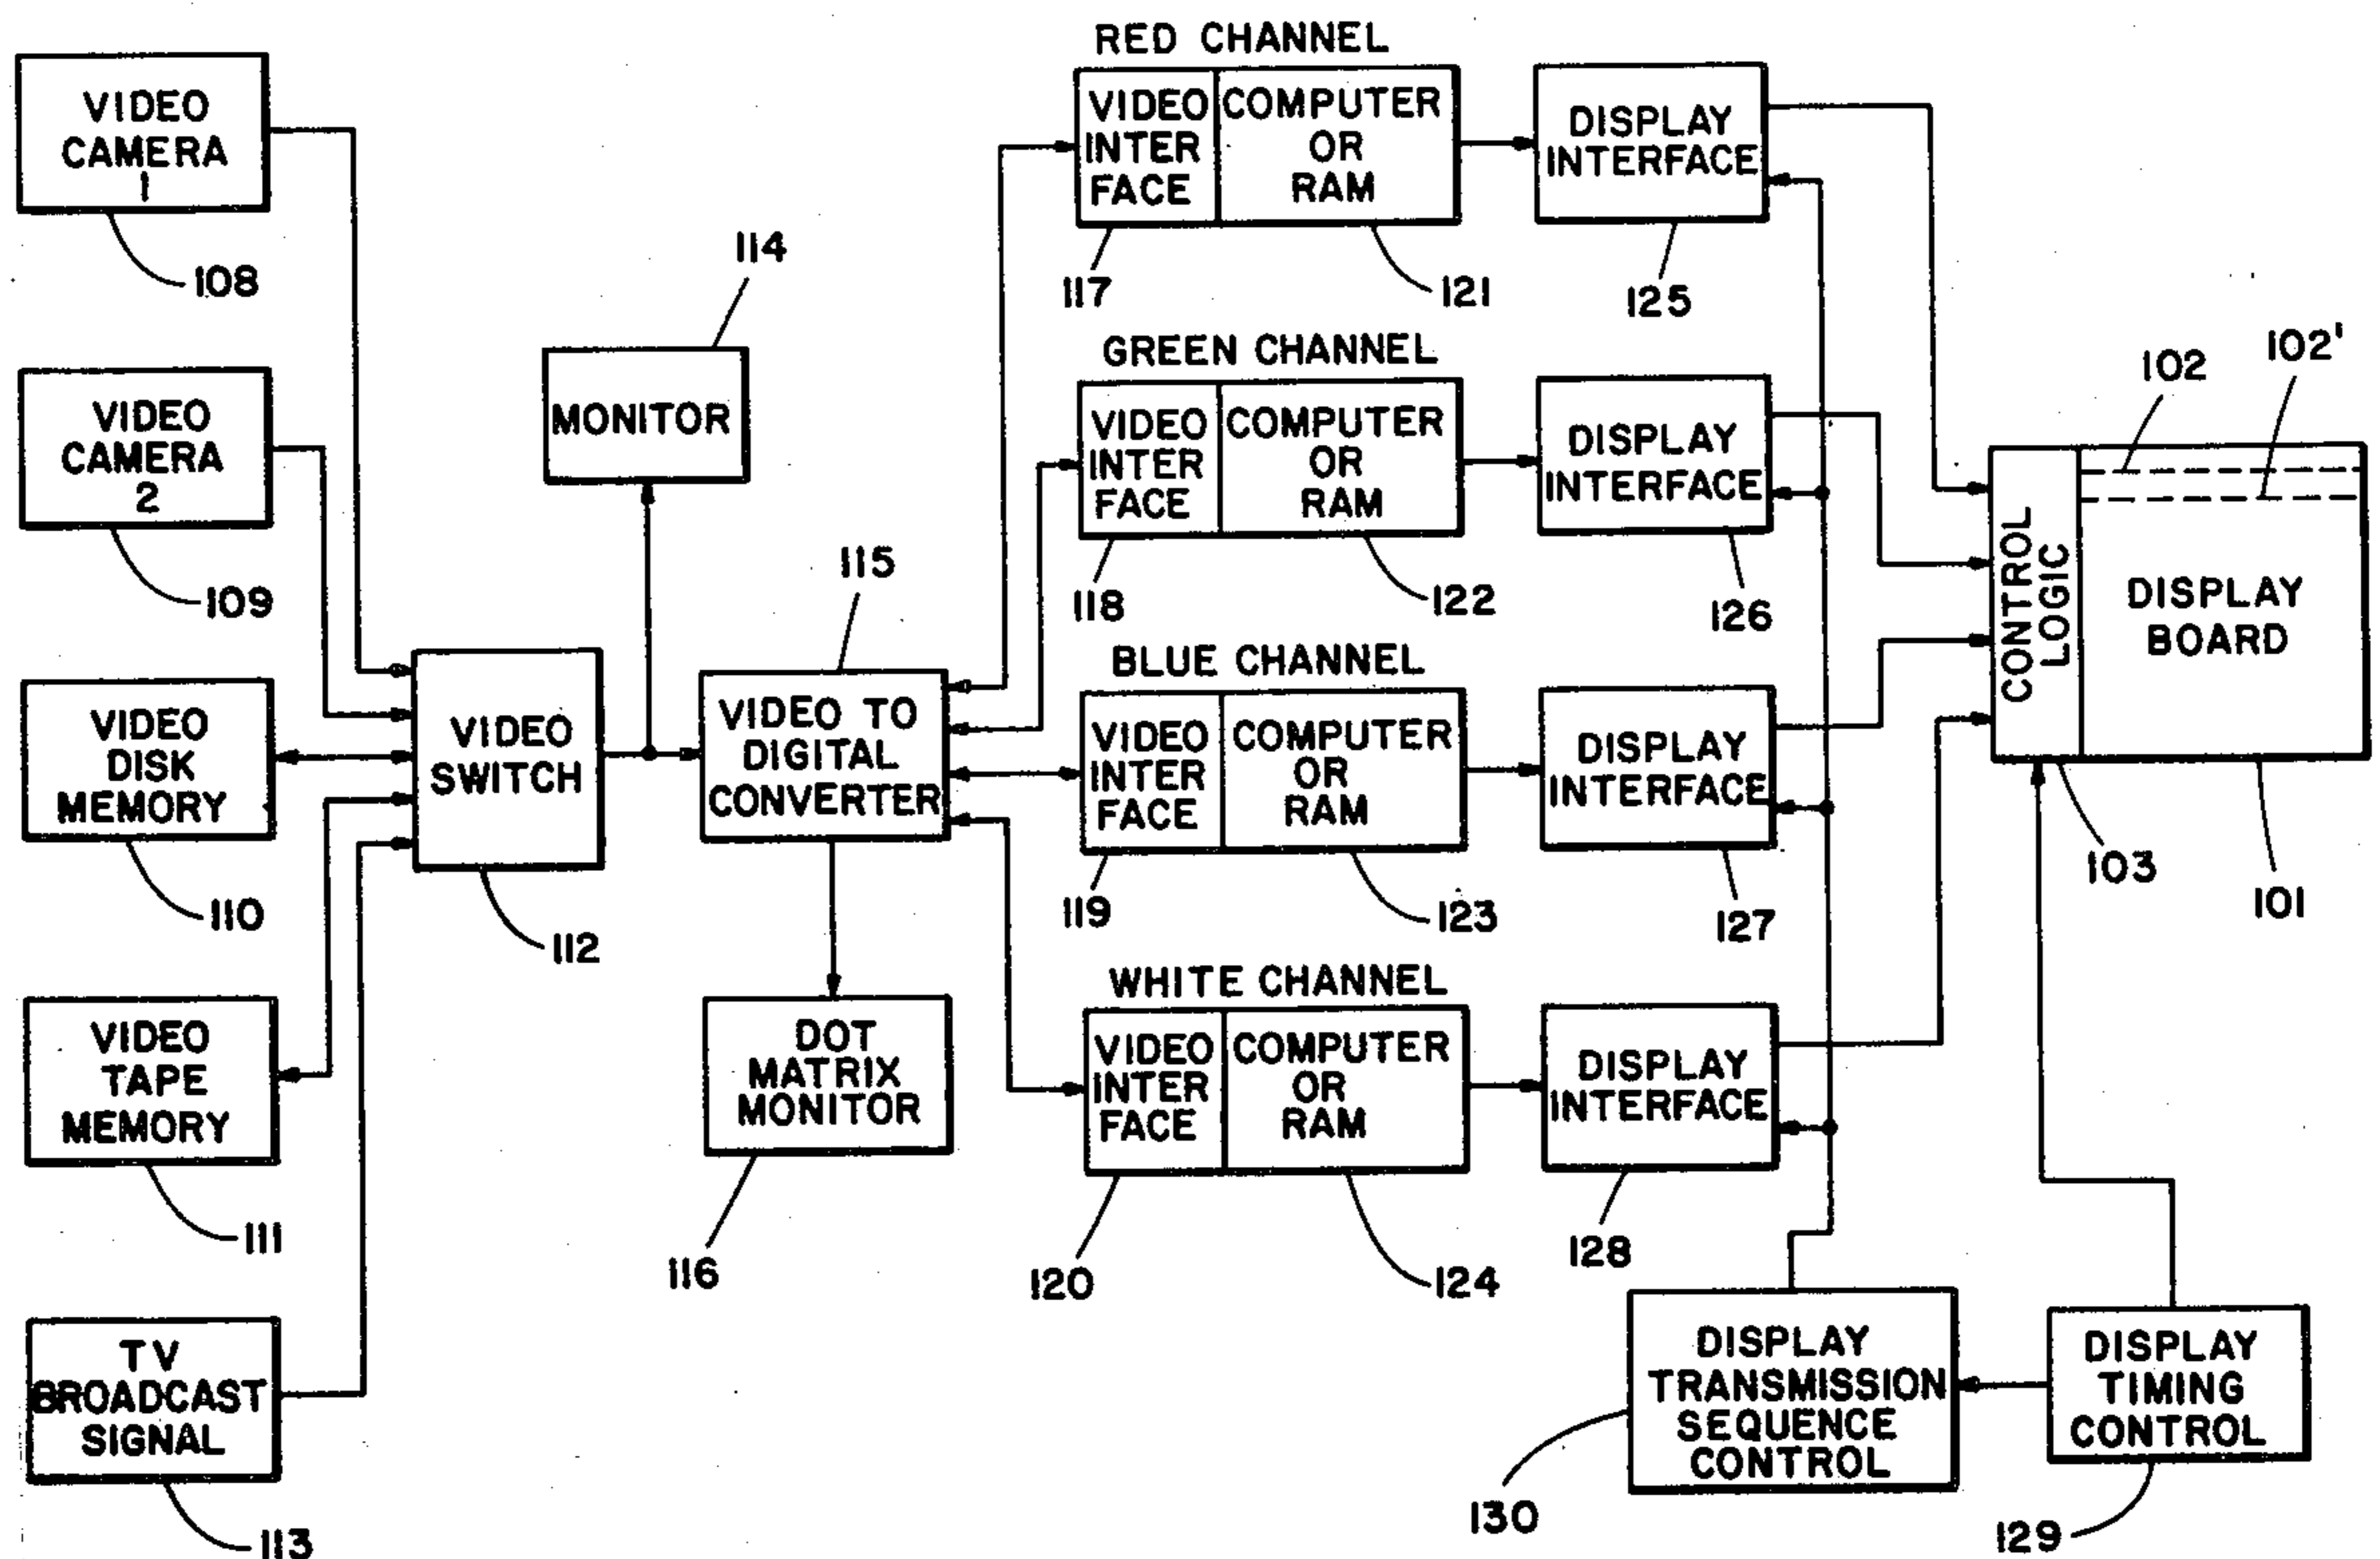 VIDEO
CAMERA
1
108
VIDEO
CAMERA
2
109
VIDEO
DISK
MEMORY
110
VIDEO
TAPE
MEMORY
111
TV
BROADCAST
SIGNAL
113
VIDEO
SWITCH
112
114
MONITOR
115
VIDEO TO
DIGITAL
CONVERTER
DOT
MATRIX
MONITOR
116
RED CHANNEL
VIDEO
INTER
FACE
COMPUTER
OR
RAM
117
121
DISPLAY
INTERFACE
125
GREEN CHANNEL
VIDEO
INTER
FACE
COMPUTER
OR
RAM
118
122
DISPLAY
INTERFACE
126
BLUE CHANNEL
VIDEO
INTER
FACE
COMPUTER
OR
RAM
119
123
DISPLAY
INTERFACE
127
WHITE CHANNEL
VIDEO
INTER
FACE
COMPUTER
OR
RAM
120
124
DISPLAY
INTERFACE
128
102
102'
CONTROL
LOGIC
DISPLAY
BOARD
103
101
DISPLAY
TRANSMISSION
SEQUENCE
CONTROL
130
DISPLAY
TIMING
CONTROL
129